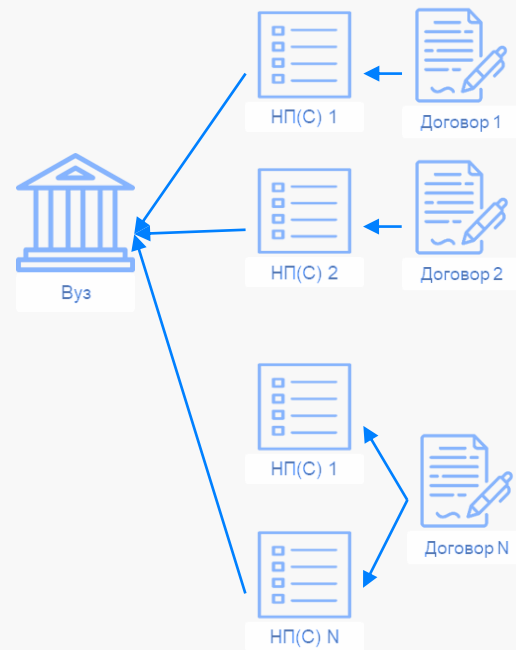 НП(С) 1
Договор 1
НП(С) 2
Договор 2
Вуз
НП(С) 1
Договор N
НП(С) N